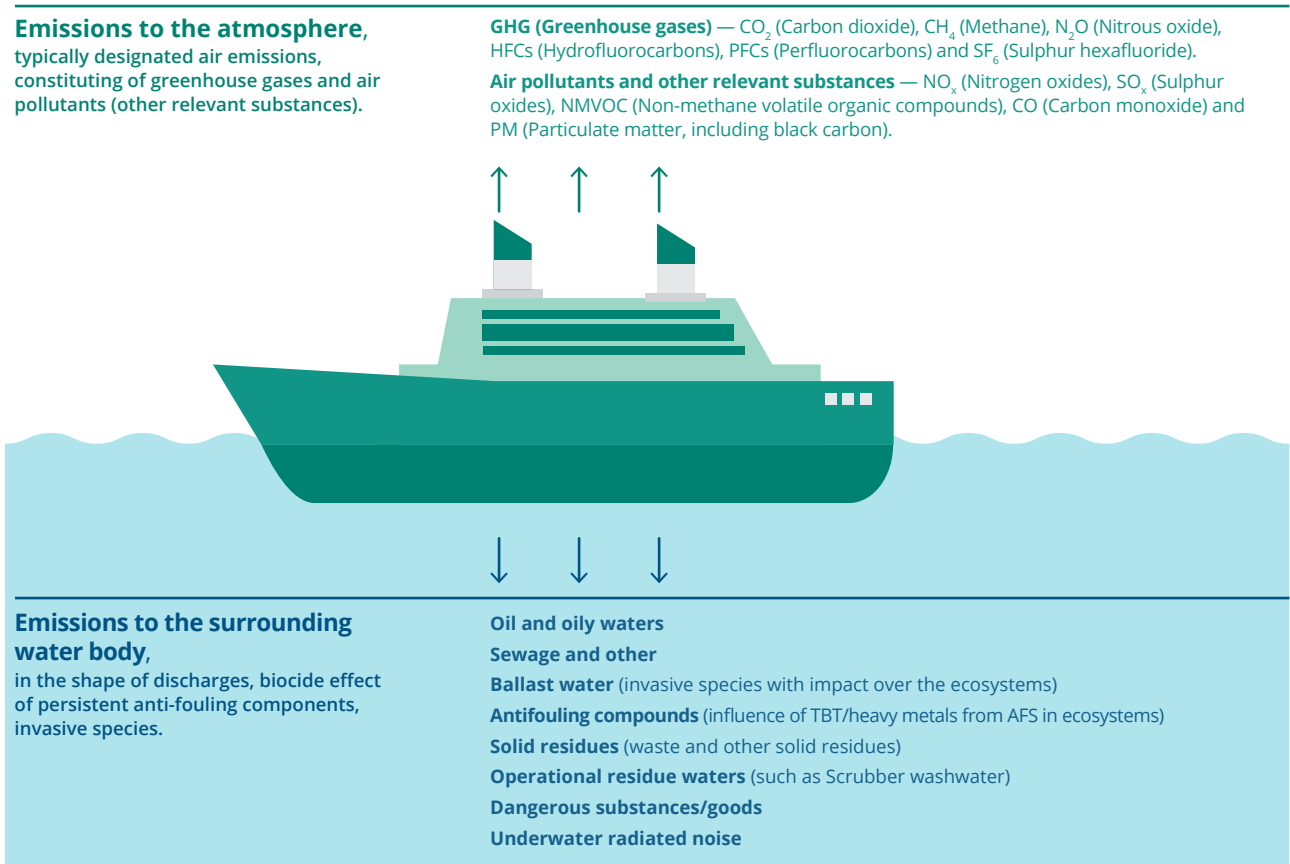 Emissions to the atmosphere,
typically designated air emissions,
constituting of greenhouse gases and air
pollutants (other relevant substances).
GHG (Greenhouse gases) — CO₂ (Carbon dioxide), CH₄ (Methane), N₂O (Nitrous oxide),
HFCs (Hydrofluorocarbons), PFCs (Perfluorocarbons) and SF₆ (Sulphur hexafluoride).
Air pollutants and other relevant substances — NOₓ (Nitrogen oxides), SOₓ (Sulphur
oxides), NMVOC (Non-methane volatile organic compounds), CO (Carbon monoxide) and
PM (Particulate matter, including black carbon).
Emissions to the surrounding
water body,
in the shape of discharges, biocide effect
of persistent anti-fouling components,
invasive species.
Oil and oily waters
Sewage and other
Ballast water (invasive species with impact over the ecosystems)
Antifouling compounds (influence of TBT/heavy metals from AFS in ecosystems)
Solid residues (waste and other solid residues)
Operational residue waters (such as Scrubber washwater)
Dangerous substances/goods
Underwater radiated noise